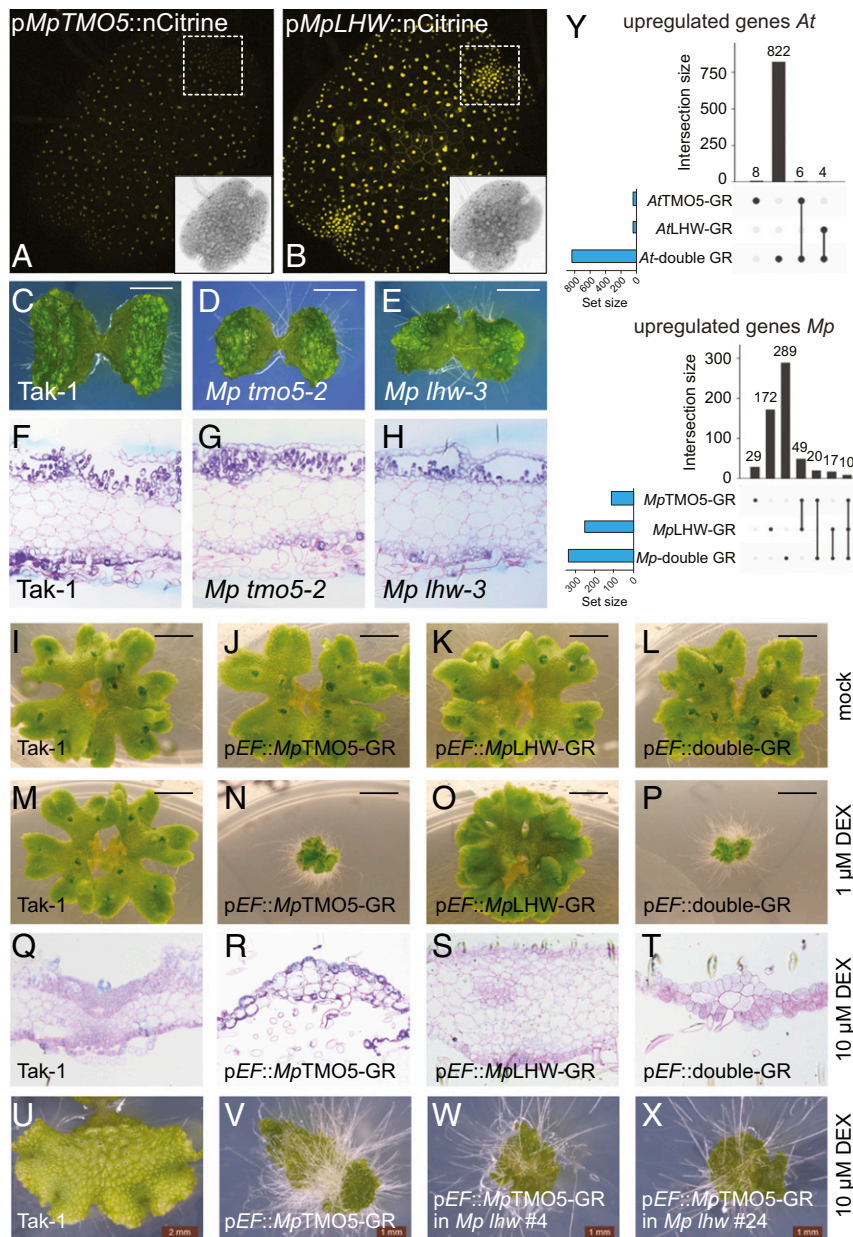 pMpTMO5::nCitrine
pMpLHW::nCitrine
A
B
C
Tak-1
D
Mp tmo5-2
E
Mp lhw-3
F
Tak-1
G
Mp tmo5-2
H
Mp lhw-3
Y
upregulated genes At
Intersection size
750
500
250
0
8
822
6
4
AtTMO5-GR
AtLHW-GR
At-double GR
800
600
400
200
0
Set size
upregulated genes Mp
Intersection size
300
200
100
0
29
172
289
49
20
17
10
MpTMO5-GR
MpLHW-GR
Mp-double GR
300
200
100
0
Set size
I
Tak-1
J
pEF::MpTMO5-GR
K
pEF::MpLHW-GR
L
pEF::double-GR
mock
M
Tak-1
N
pEF::MpTMO5-GR
O
pEF::MpLHW-GR
P
pEF::double-GR
1 µM DEX
Q
Tak-1
R
pEF::MpTMO5-GR
S
pEF::MpLHW-GR
T
pEF::double-GR
10 µM DEX
U
Tak-1
2 mm
V
pEF::MpTMO5-GR
1 mm
W
pEF::MpTMO5-GR
in Mp lhw #4
1 mm
X
pEF::MpTMO5-GR
in Mp lhw #24
1 mm
10 µM DEX